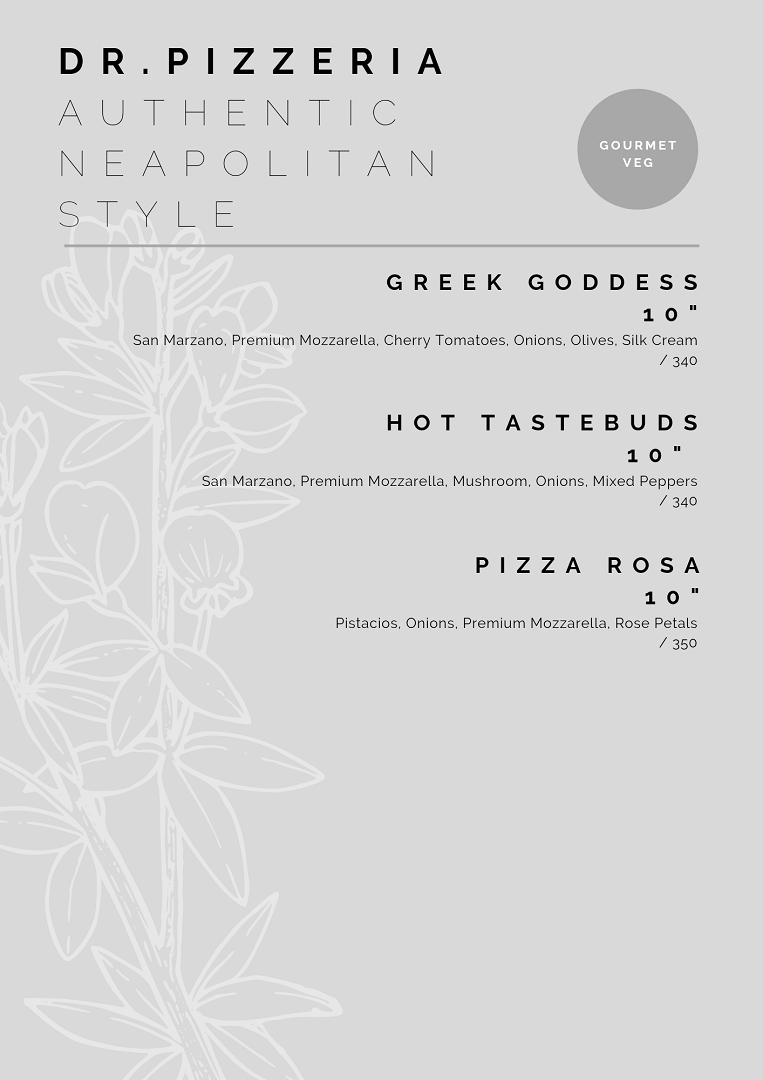 DR.PIZZERIA
AUTHENTIC
NEAPOLITAN
STYLE
GOURMET
VEG
GREEK GODDESS
10"
San Marzano, Premium Mozzarella, Cherry Tomatoes, Onions, Olives, Silk Cream
/ 340
HOT TASTEBUDS
10"
San Marzano, Premium Mozzarella, Mushroom, Onions, Mixed Peppers
/ 340
PIZZA ROSA
10"
Pistacios, Onions, Premium Mozzarella, Rose Petals
/ 350